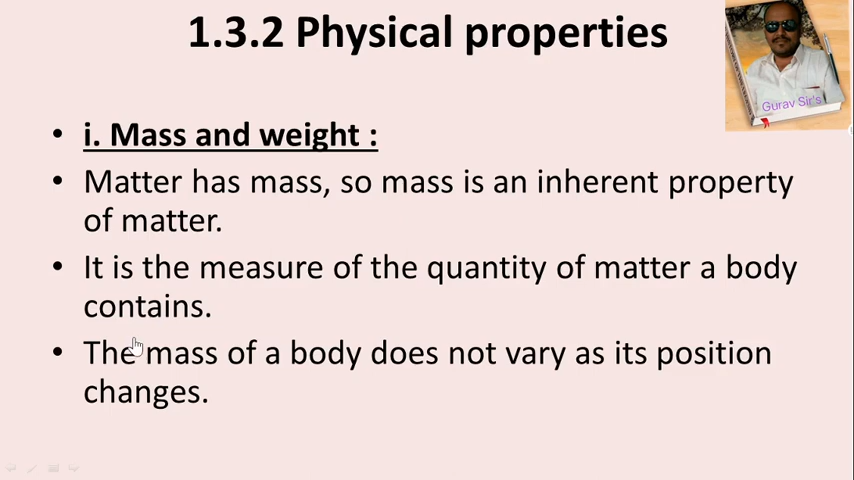 1.3.2 Physical properties
Gurav Sir's
• i. Mass and weight :
• Matter has mass, so mass is an inherent property
of matter.
• It is the measure of the quantity of matter a body
contains.
• The mass of a body does not vary as its position
changes.